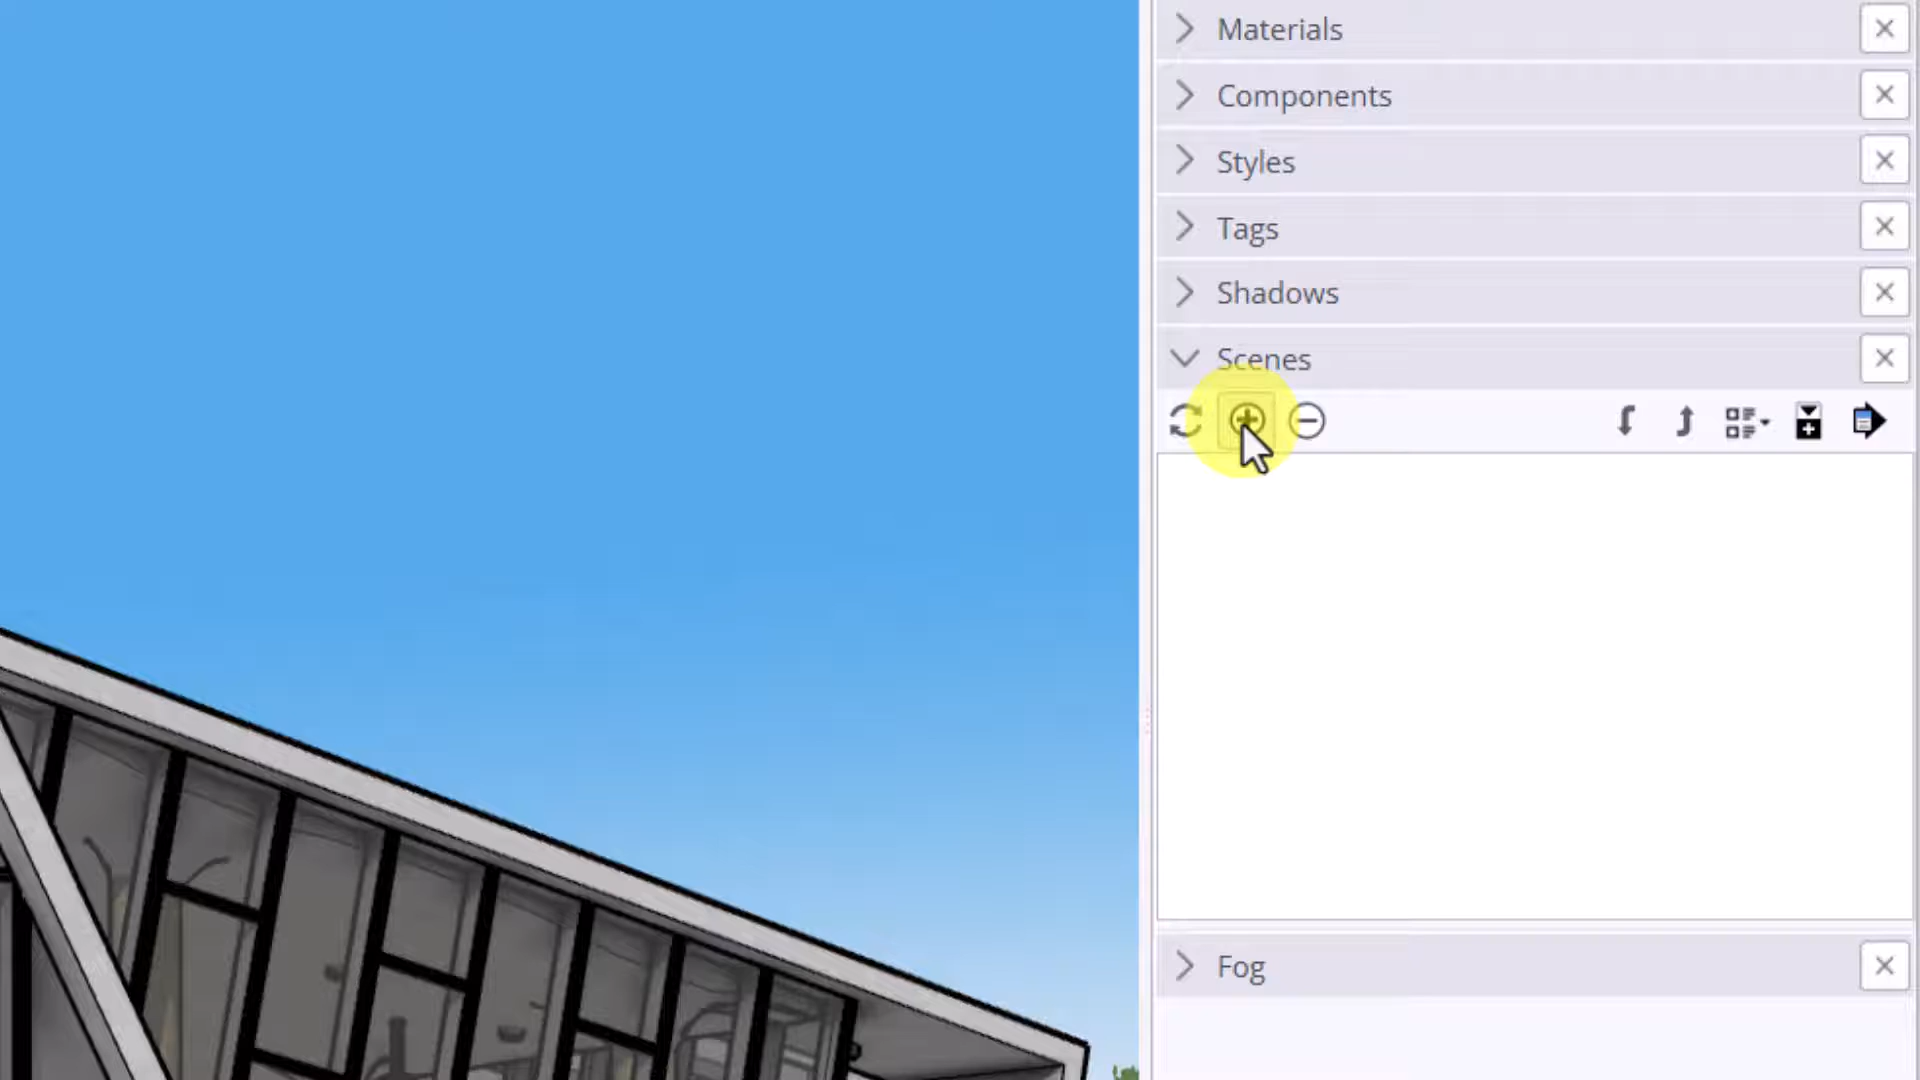 Materials
Components
Styles
Tags
Shadows
Scenes
Fog